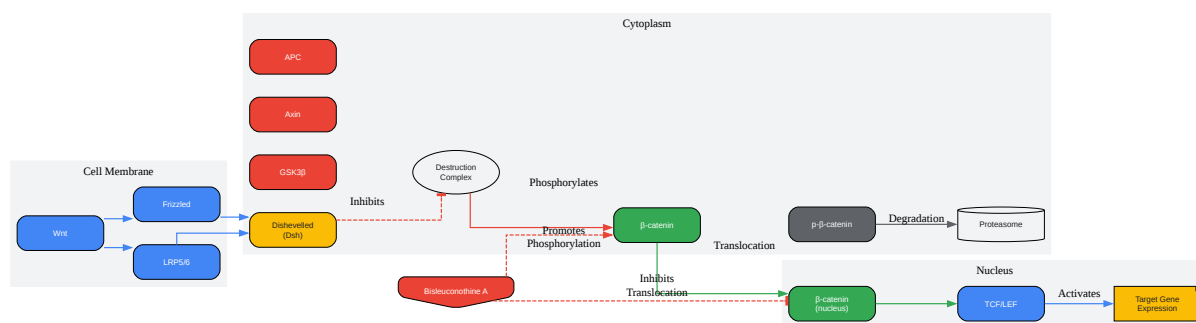 Cytoplasm
APC
Axin
GSK3β
Cell Membrane
Wnt
Frizzled
LRP5/6
Dishevelled
(Dsh)
Inhibits
Destruction
Complex
Phosphorylates
Promotes
Phosphorylation
β-catenin
Translocation
p-β-catenin
Degradation
Proteasome
Bisleuconothine A
Inhibits
Translocation
Nucleus
β-catenin
(nucleus)
TCF/LEF
Activates
Target Gene
Expression